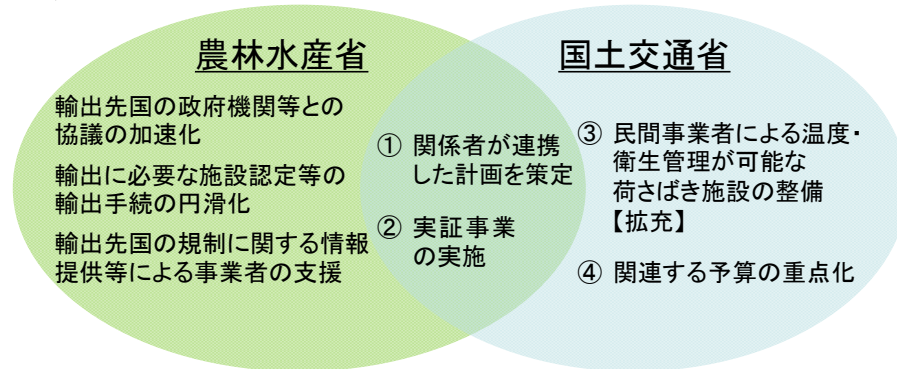 農林水産省
輸出先国の政府機関等との
協議の加速化
輸出に必要な施設認定等の
輸出手続の円滑化
輸出先国の規制に関する情報
提供等による事業者の支援
① 関係者が連携
した計画を策定
② 実証事業
の実施
国土交通省
③ 民間事業者による温度・
衛生管理が可能な
荷さばき施設の整備
【拡充】
④ 関連する予算の重点化